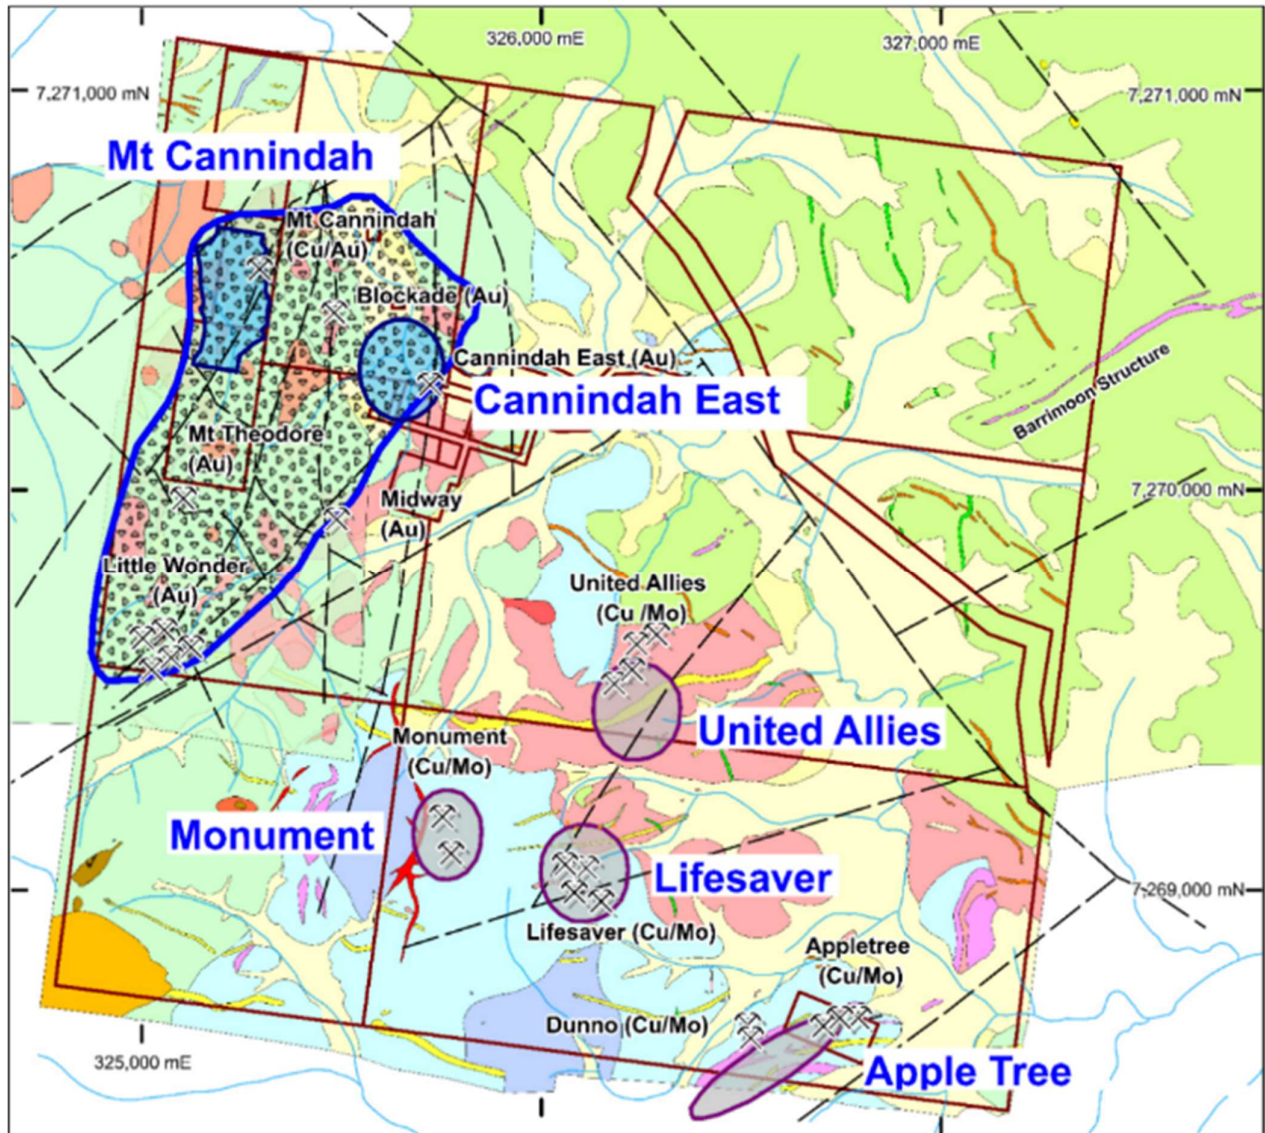 326,000 mE
327,000 mE
7,271,000 mN
7,271,000 mN
Mt Cannindah
Mt Cannindah
(Cu/Au)
Blockade (Au)
Cannindah East (Au)
Cannindah East
Barrimoon Structure
Mt Theodore
(Au)
Midway
(Au)
7,270,000 mN
Little Wonder
(Au)
United Allies
(Cu /Mo)
United Allies
Monument
(Cu/Mo)
Monument
Lifesaver
7,269,000 mN
Lifesaver (Cu/Mo)
Appletree
(Cu/Mo)
Dunno (Cu/Mo)
Apple Tree
325,000 mE